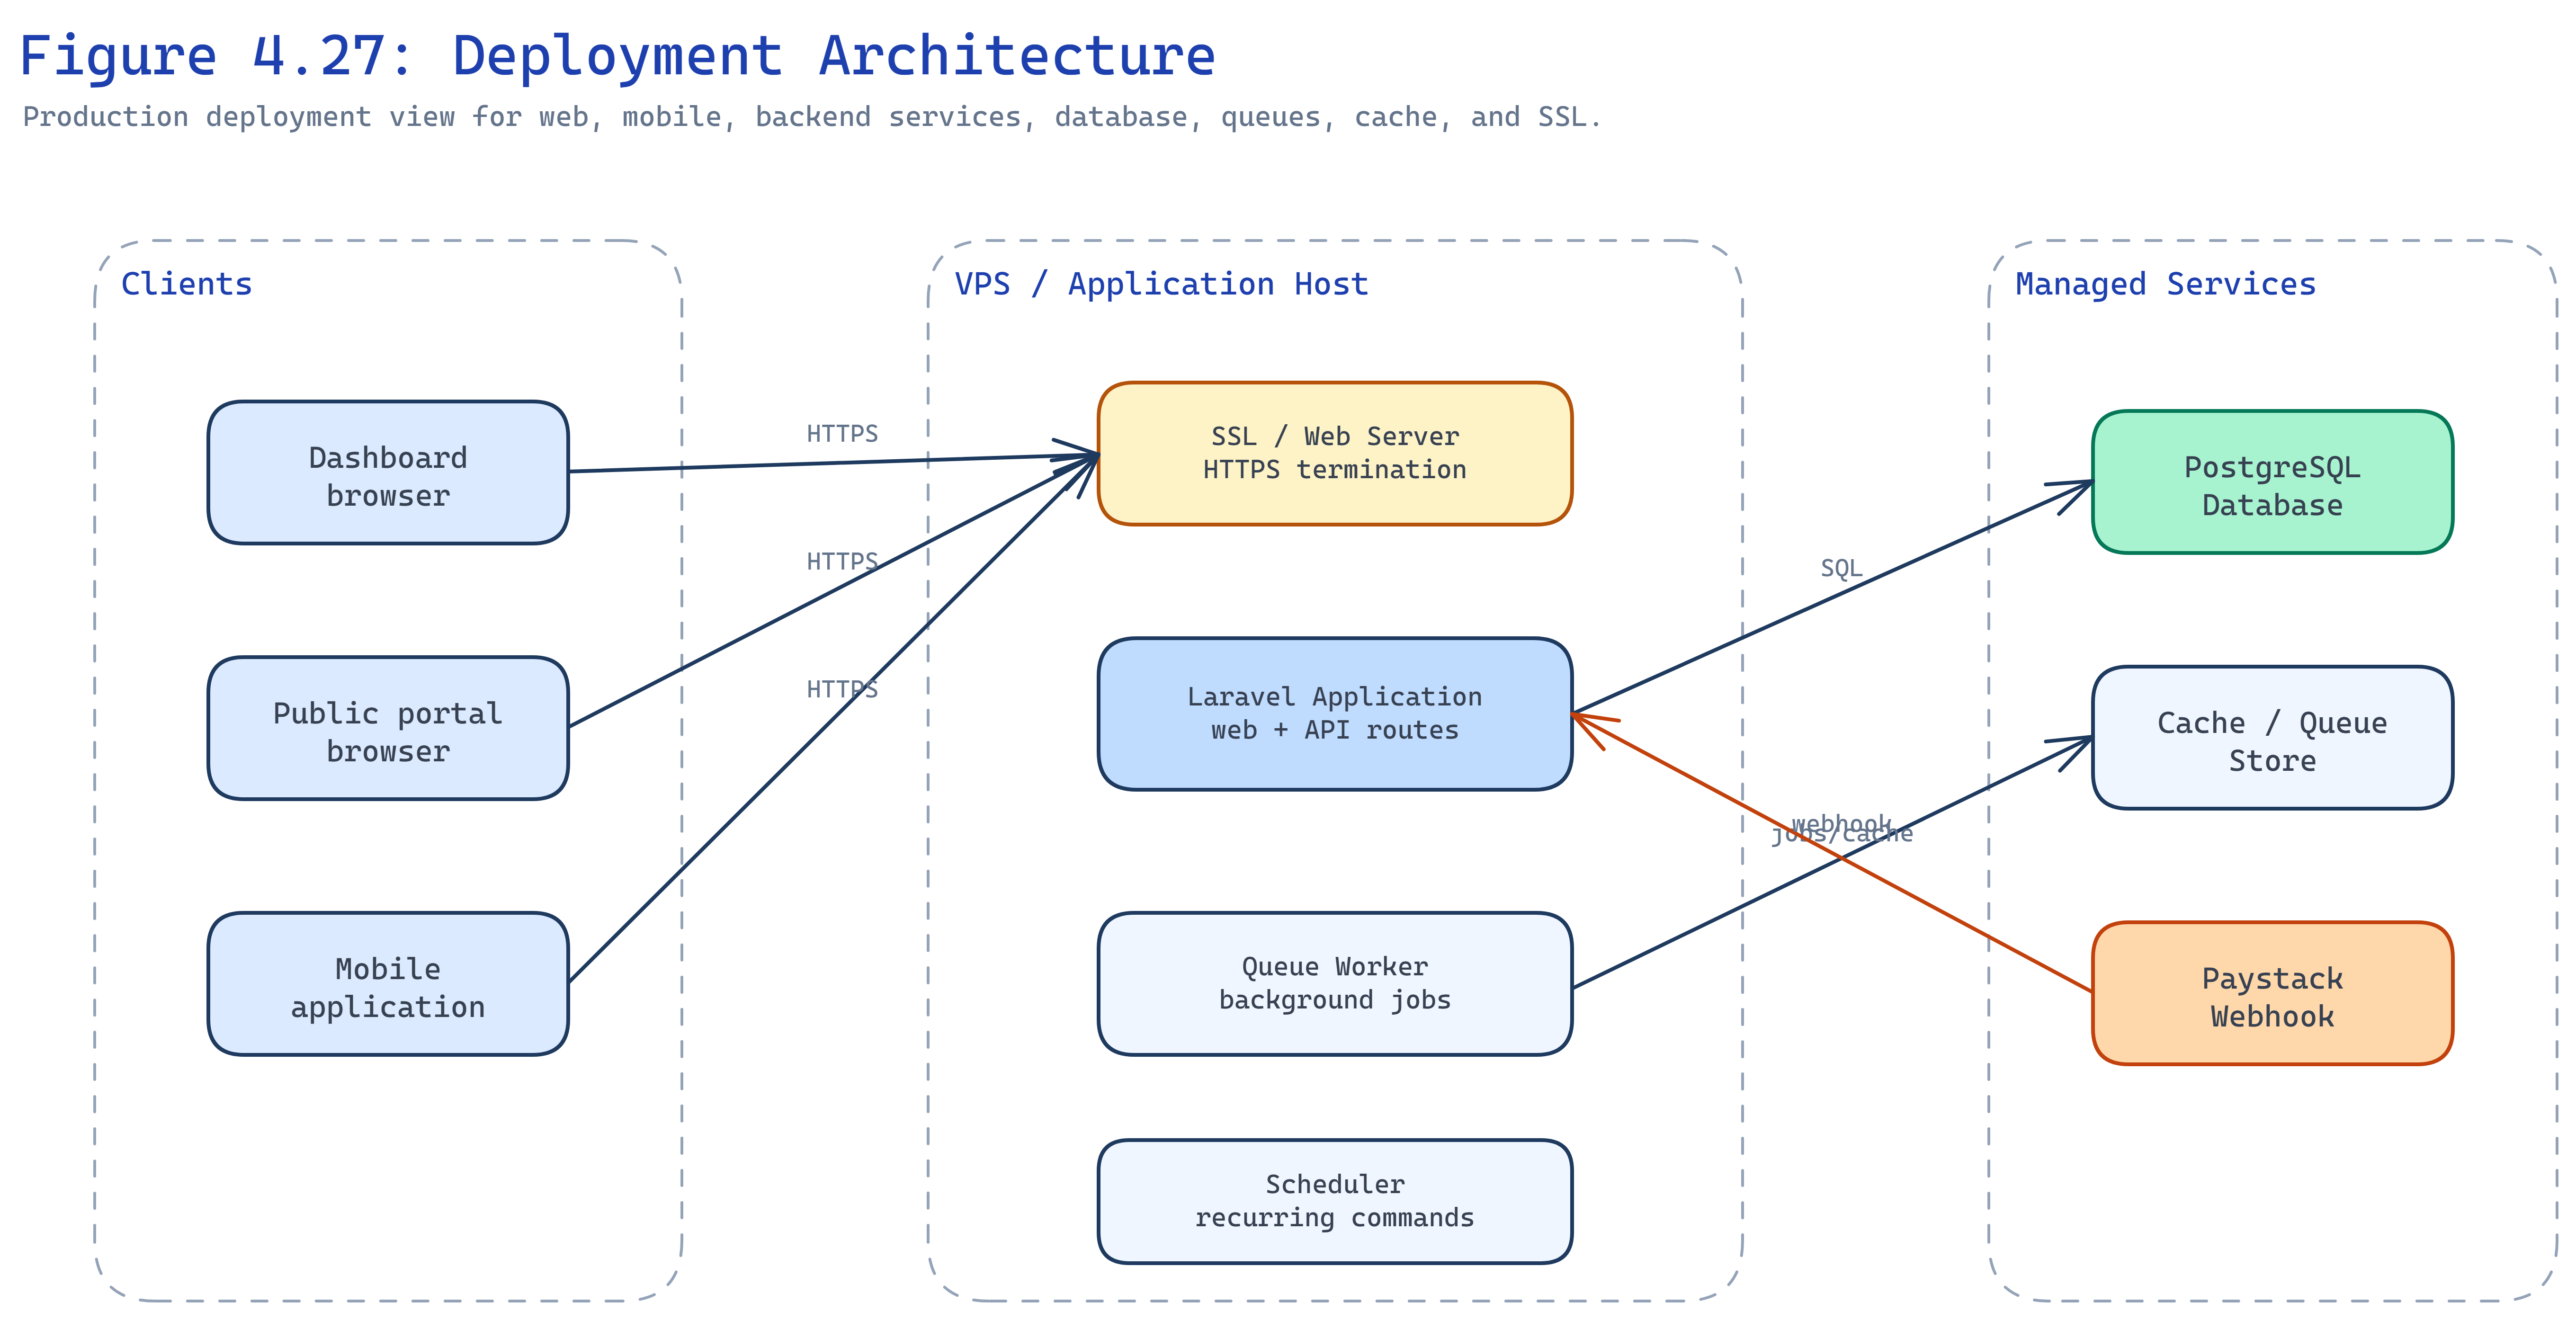 Figure 4.27: Deployment Architecture
Production deployment view for web, mobile, backend services, database, queues, cache, and SSL.
Clients
Dashboard
browser
Public portal
browser
Mobile
application
HTTPS
HTTPS
HTTPS
VPS / Application Host
SSL / Web Server
HTTPS termination
Laravel Application
web + API routes
Queue Worker
background jobs
Scheduler
recurring commands
SQL
webhook
jobs/cache
Managed Services
PostgreSQL
Database
Cache / Queue
Store
Paystack
Webhook